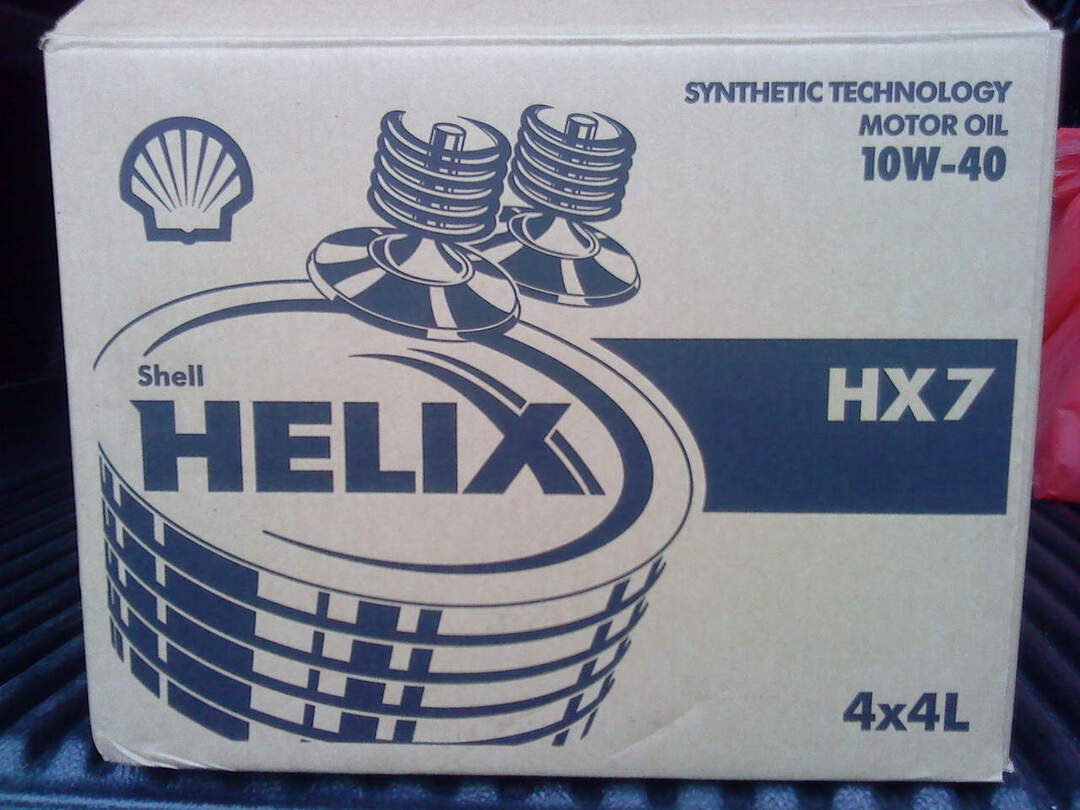 SYNTHETIC TECHNOLOGY
MOTOR OIL
10W-40
Shell
HELIX
HX7
4x4L